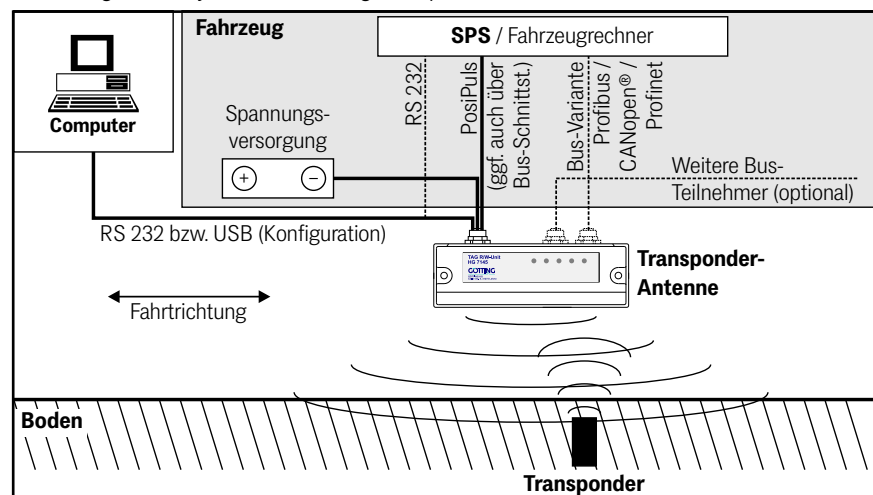 Fahrzeug
SPS / Fahrzeugrechner
Computer
Spannungs-
versorgung
+
−
RS 232
PosiPuls
(ggf. auch über
Bus-Schnittst.)
Bus-Variante
Profibus /
CANopen® /
Profinet
Weitere Bus-
Teilnehmer (optional)
RS 232 bzw. USB (Konfiguration)
TAG R/W-Unit
HG 7145
GÖTTING
Transponder-
Antenne
Fahrtrichtung
Boden
Transponder